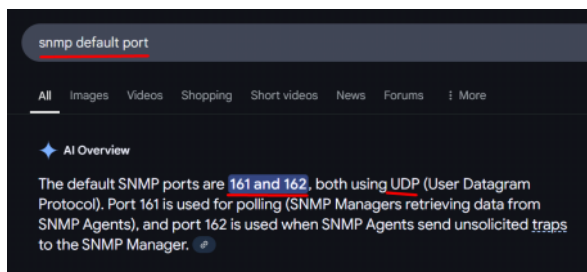 snmp default port
All Images Videos Shopping Short videos News Forums ⋮ More
AI Overview
The default SNMP ports are 161 and 162, both using UDP (User Datagram
Protocol). Port 161 is used for polling (SNMP Managers retrieving data from
SNMP Agents), and port 162 is used when SNMP Agents send unsolicited traps
to the SNMP Manager.